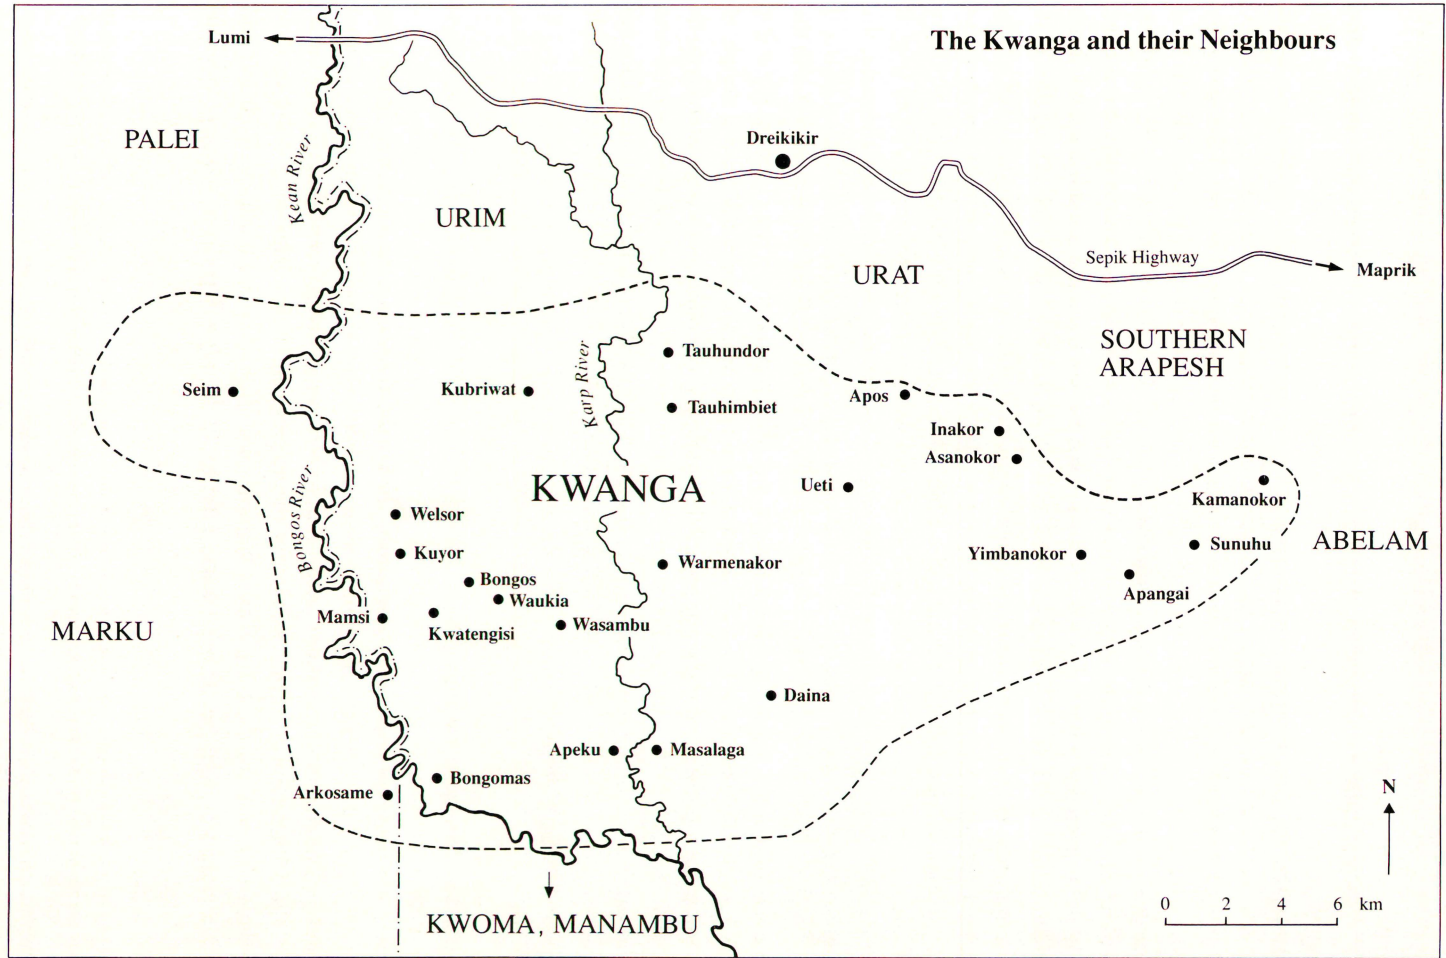 The Kwanga and their Neighbours
Lumi
PALEI
Kean River
URIM
Dreikikir
URAT
Sepik Highway
Maprik
SOUTHERN
ARAPESH
Seim
Kubriwat
Karp River
Tauhundor
Tauhimbiet
Apos
Inakor
Asanokor
KWANGA
Ueti
Kamanokor
Bongos River
Welsor
Kuyor
Bongos
Waukia
Warmenakor
Yimbanokor
Sunuhu
ABELAM
Apangai
MARKU
Mamsi
Kwatengisi
Wasambu
Daina
Apeku
Masalaga
Bongomas
Arkosame
N
0 2 4 6 km
KWOMA, MANAMBU